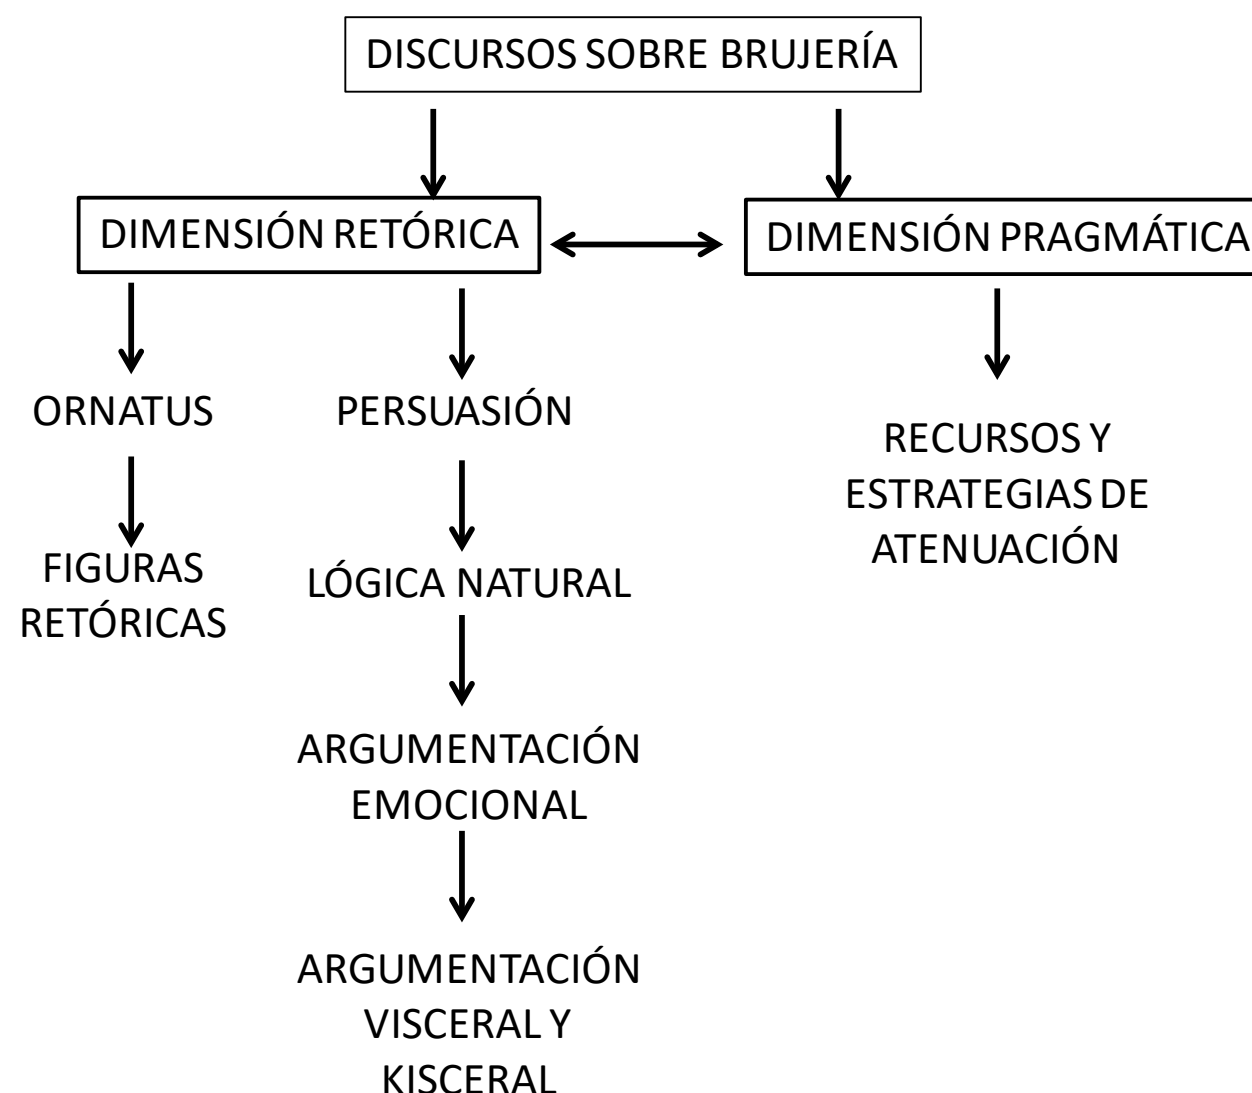 DISCURSOS SOBRE BRUJERÍA
DIMENSIÓN RETÓRICA
DIMENSIÓN PRAGMÁTICA
ORNATUS
PERSUASIÓN
RECURSOS Y
ESTRATEGIAS DE
ATENUACIÓN
FIGURAS
RETÓRICAS
LÓGICA NATURAL
ARGUMENTACIÓN
EMOCIONAL
ARGUMENTACIÓN
VISCERAL Y
KISCERAL